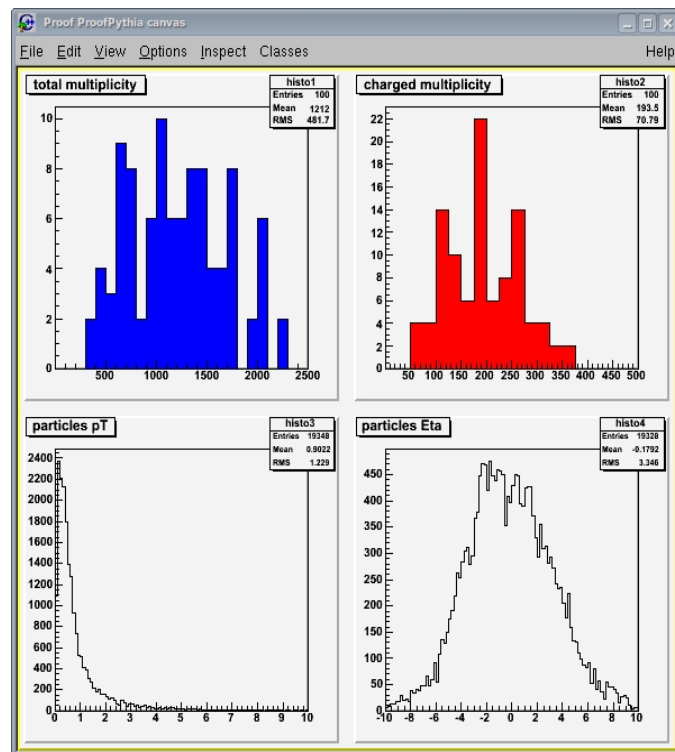 Proof ProofPythia canvas
File Edit View Options Inspect Classes Help
total multiplicity
histo1
Entries 100
Mean 1212
RMS 481.7
10
8
6
4
2
0
500 1000 1500 2000 2500
charged multiplicity
histo2
Entries 100
Mean 193.5
RMS 70.79
22
20
18
16
14
12
10
8
6
4
2
0
50 100 150 200 250 300 350 400 450 500
particles pT
histo3
Entries 19348
Mean 0.9022
RMS 1.229
2400
2200
2000
1800
1600
1400
1200
1000
800
600
400
200
0
0 1 2 3 4 5 6 7 8 9 10
particles Eta
histo4
Entries 19328
Mean -0.1792
RMS 3.346
450
400
350
300
250
200
150
100
50
0
-10 -8 -6 -4 -2 0 2 4 6 8 10